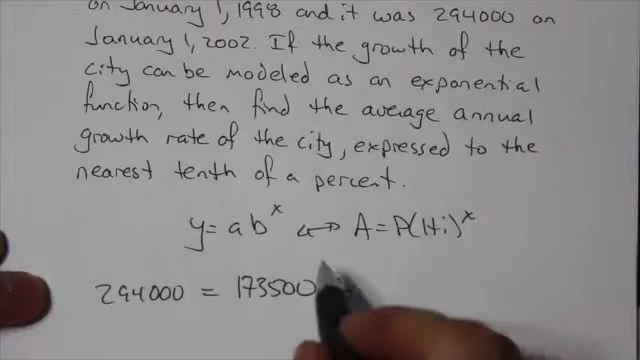 on January 1, 1998 and it was 294000 on
January 1, 2002. If the growth of the
city can be modeled as an exponential
function, then find the average annual
growth rate of the city, expressed to the
nearest tenth of a percent.
y = ab^x ↔ A = P(1+i)^x
294000 = 173500